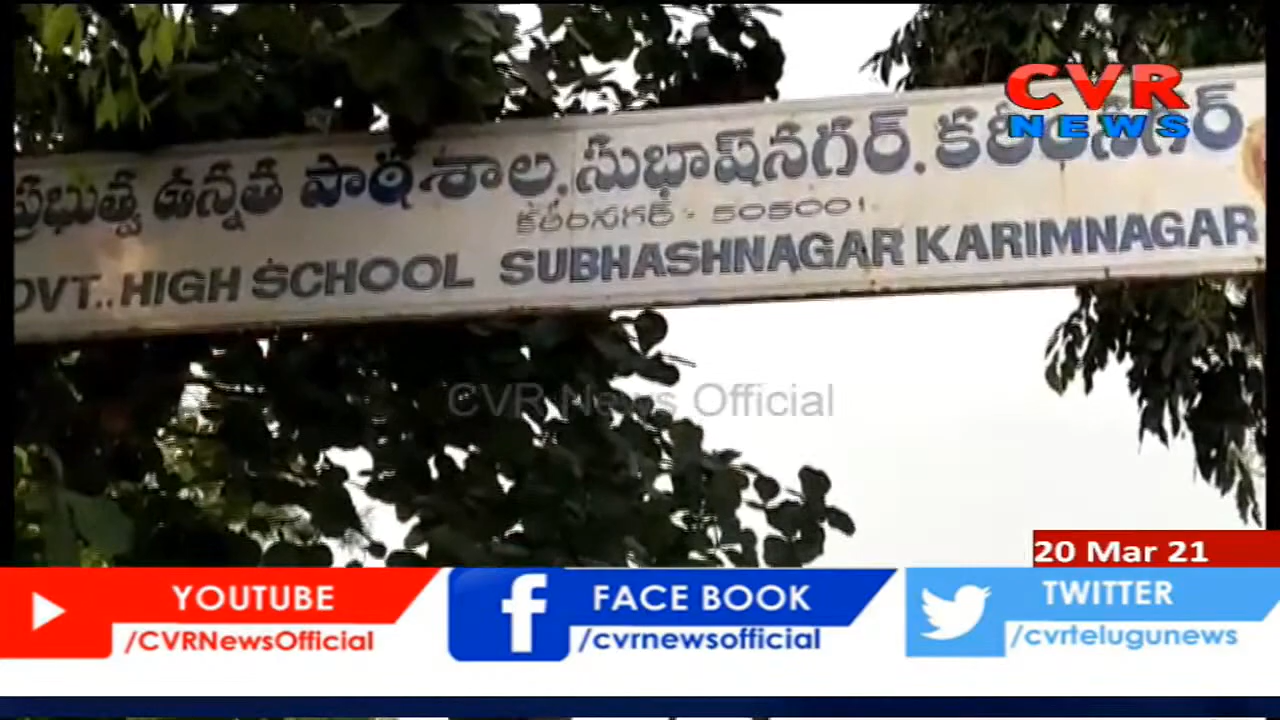 CVR
NEWS
ప్రభుత్వ ఉన్నత పాఠశాల, సుభాష్‌నగర్. కరీంనగర్
కరీంనగర్ - 505001.
OVT.. HIGH SCHOOL SUBHASHNAGAR KARIMNAGAR
CVR News Official
20 Mar 21
YOUTUBE
/CVRNewsOfficial
FACE BOOK
/cvrnewsofficial
TWITTER
/cvrtelugunews